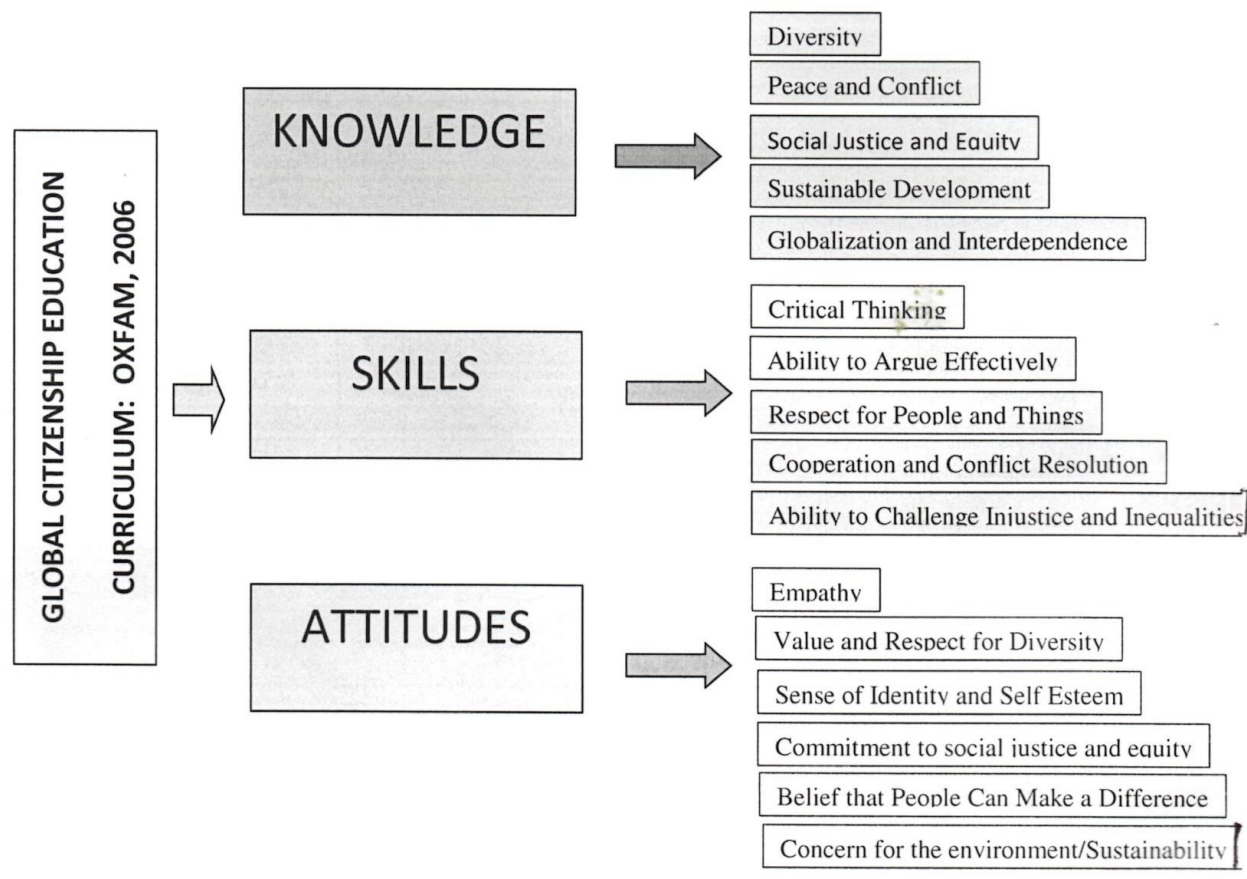 GLOBAL CITIZENSHIP EDUCATION
CURRICULUM: OXFAM, 2006
KNOWLEDGE
Diversity
Peace and Conflict
Social Justice and Equity
Sustainable Development
Globalization and Interdependence
SKILLS
Critical Thinking
Ability to Argue Effectively
Respect for People and Things
Cooperation and Conflict Resolution
Ability to Challenge Injustice and Inequalities
ATTITUDES
Empathy
Value and Respect for Diversity
Sense of Identity and Self Esteem
Commitment to social justice and equity
Belief that People Can Make a Difference
Concern for the environment/Sustainability